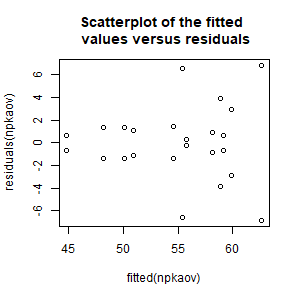 Scatterplot of the fitted
values versus residuals
6
4
2
0
-2
-4
-6
residuals(npkaov)
45 50 55 60
fitted(npkaov)